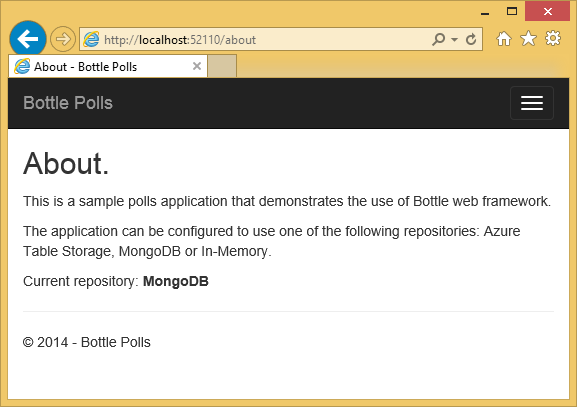 http://localhost:52110/about
About - Bottle Polls
Bottle Polls
About.
This is a sample polls application that demonstrates the use of Bottle web framework.
The application can be configured to use one of the following repositories: Azure
Table Storage, MongoDB or In-Memory.
Current repository: MongoDB
© 2014 - Bottle Polls